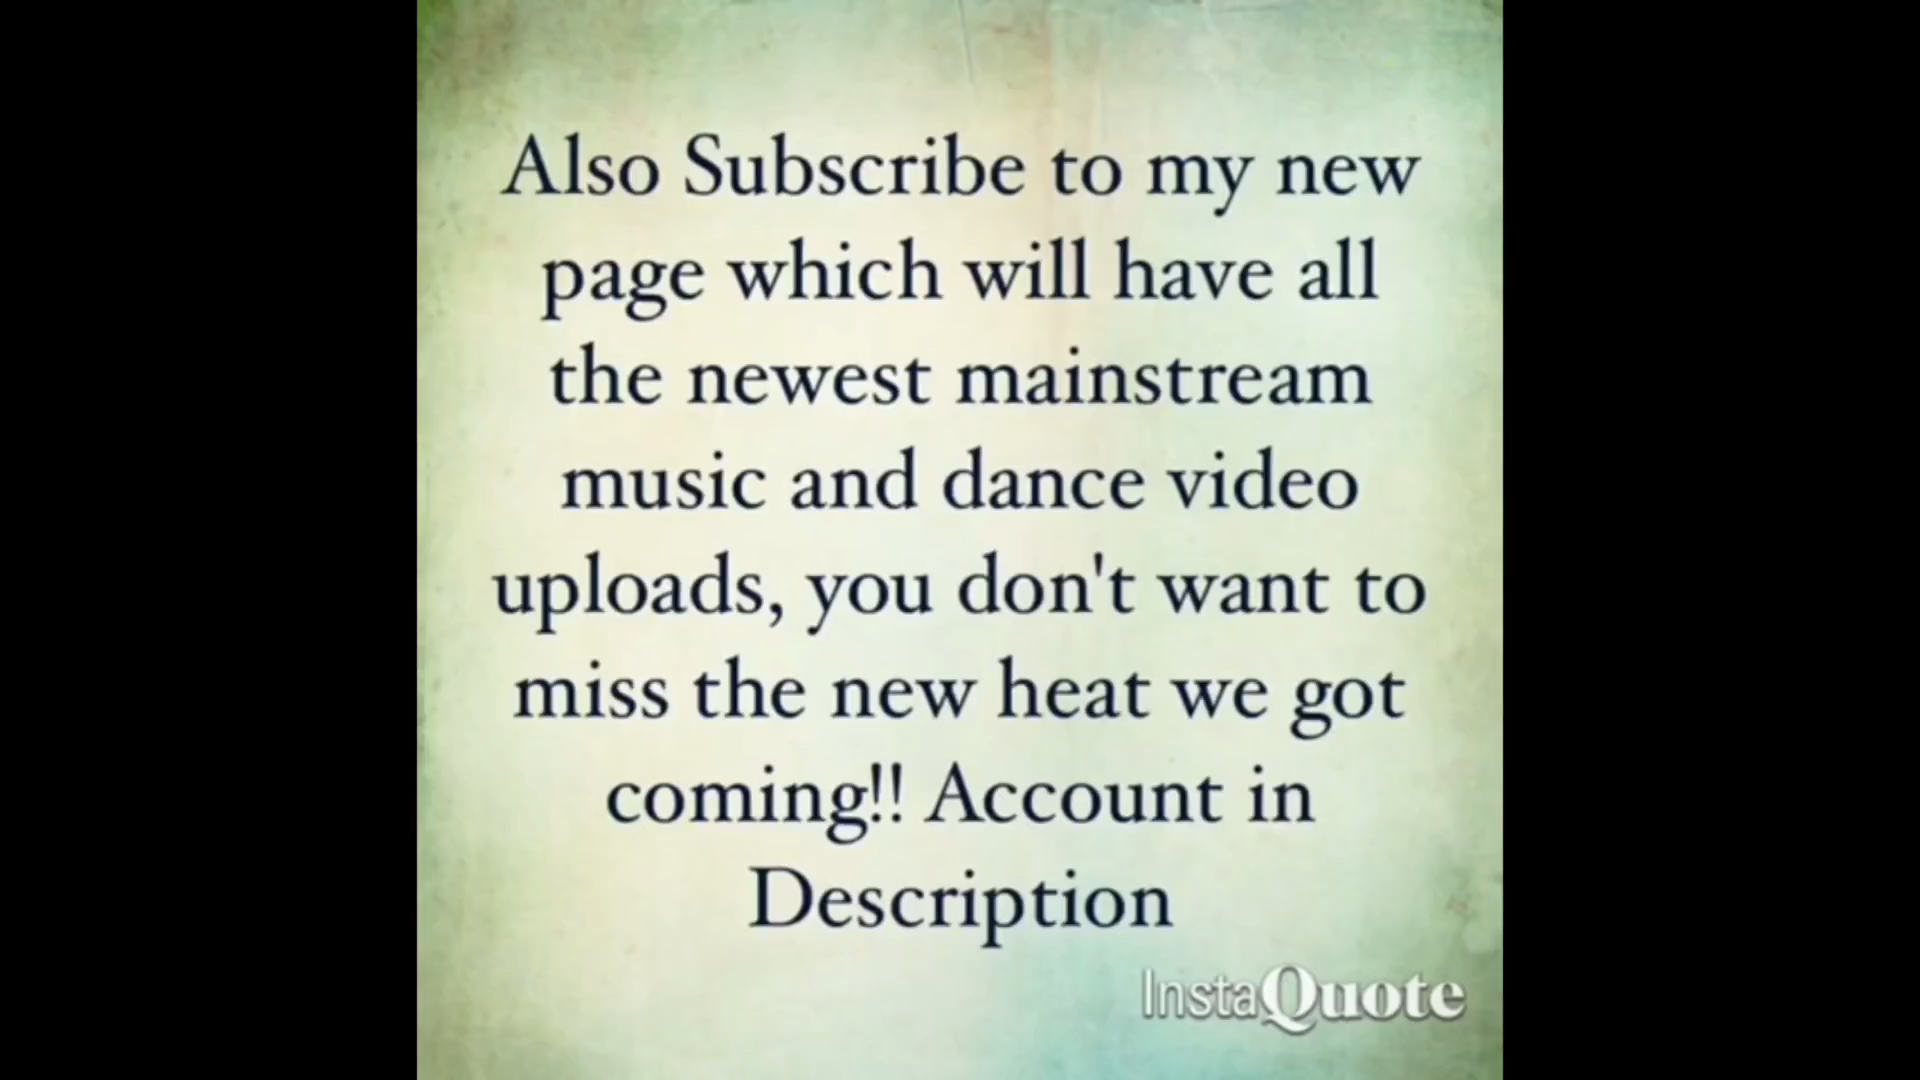 Also Subscribe to my new
page which will have all
the newest mainstream
music and dance video
uploads, you don't want to
miss the new heat we got
coming!! Account in
Description
InstaQuote